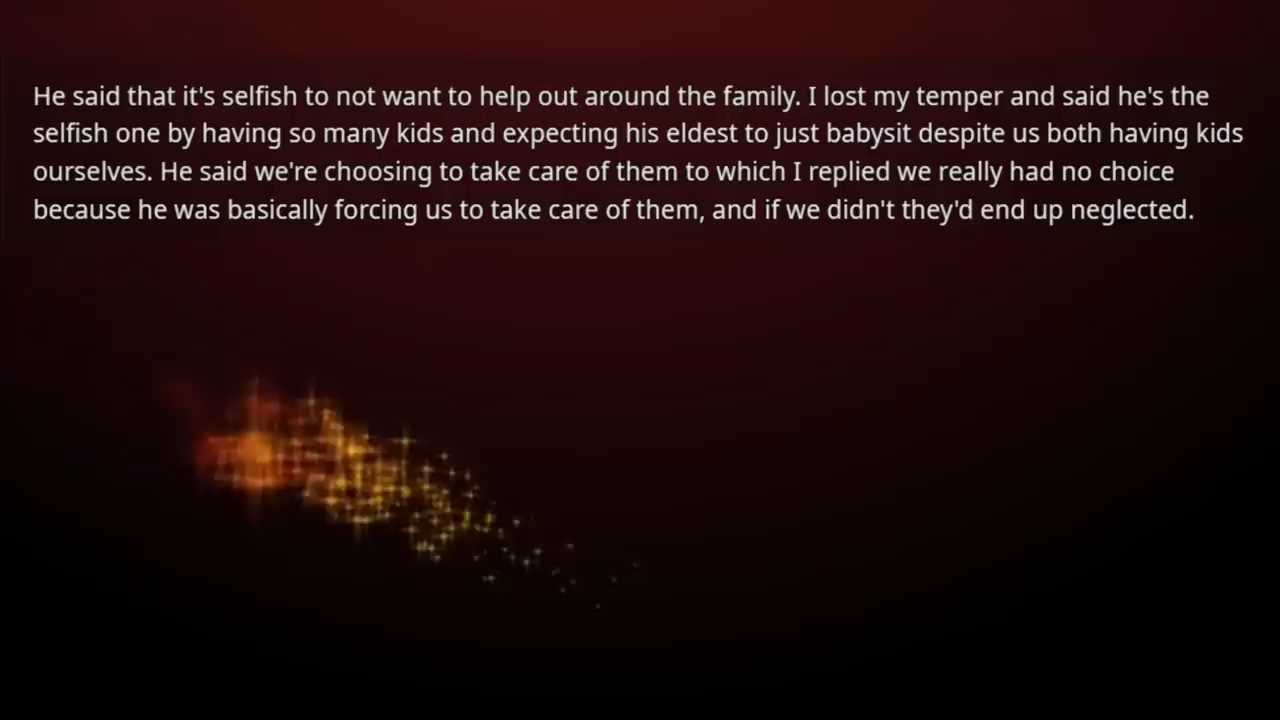 He said that it's selfish to not want to help out around the family. I lost my temper and said he's the
selfish one by having so many kids and expecting his eldest to just babysit despite us both having kids
ourselves. He said we're choosing to take care of them to which I replied we really had no choice
because he was basically forcing us to take care of them, and if we didn't they'd end up neglected.